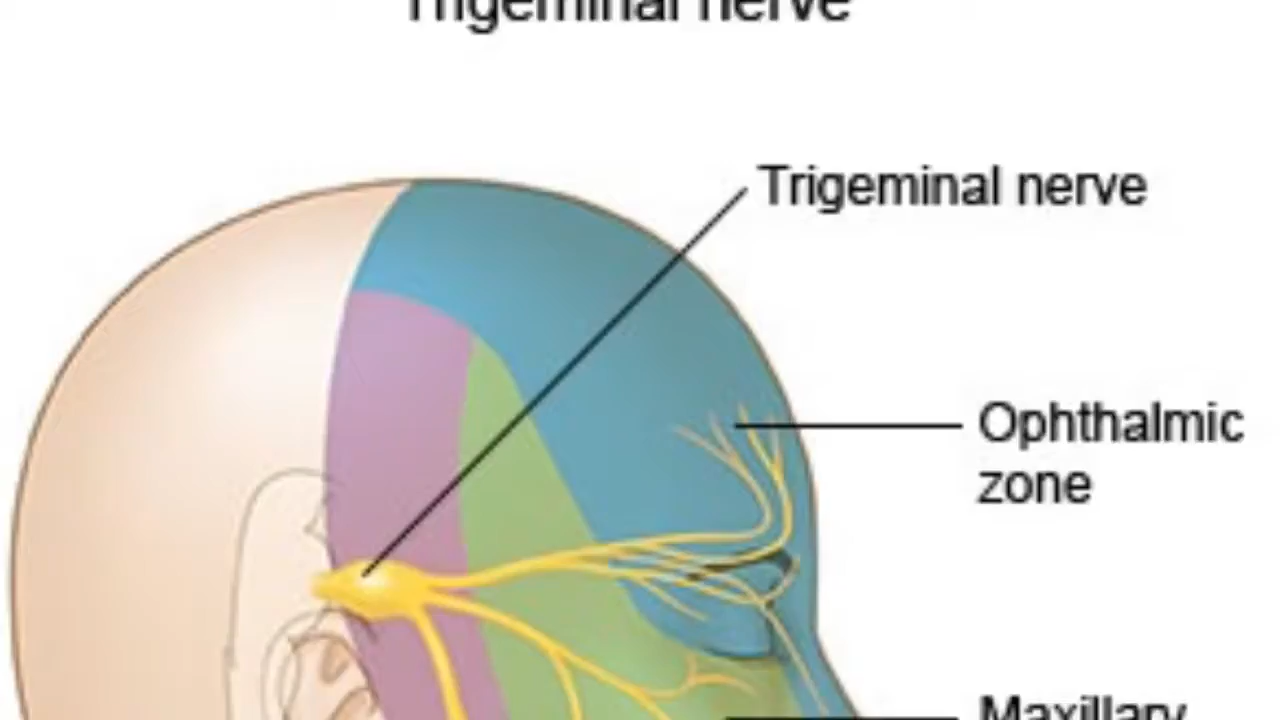 Trigeminal nerve
Trigeminal nerve
Ophthalmic
zone
Maxillary